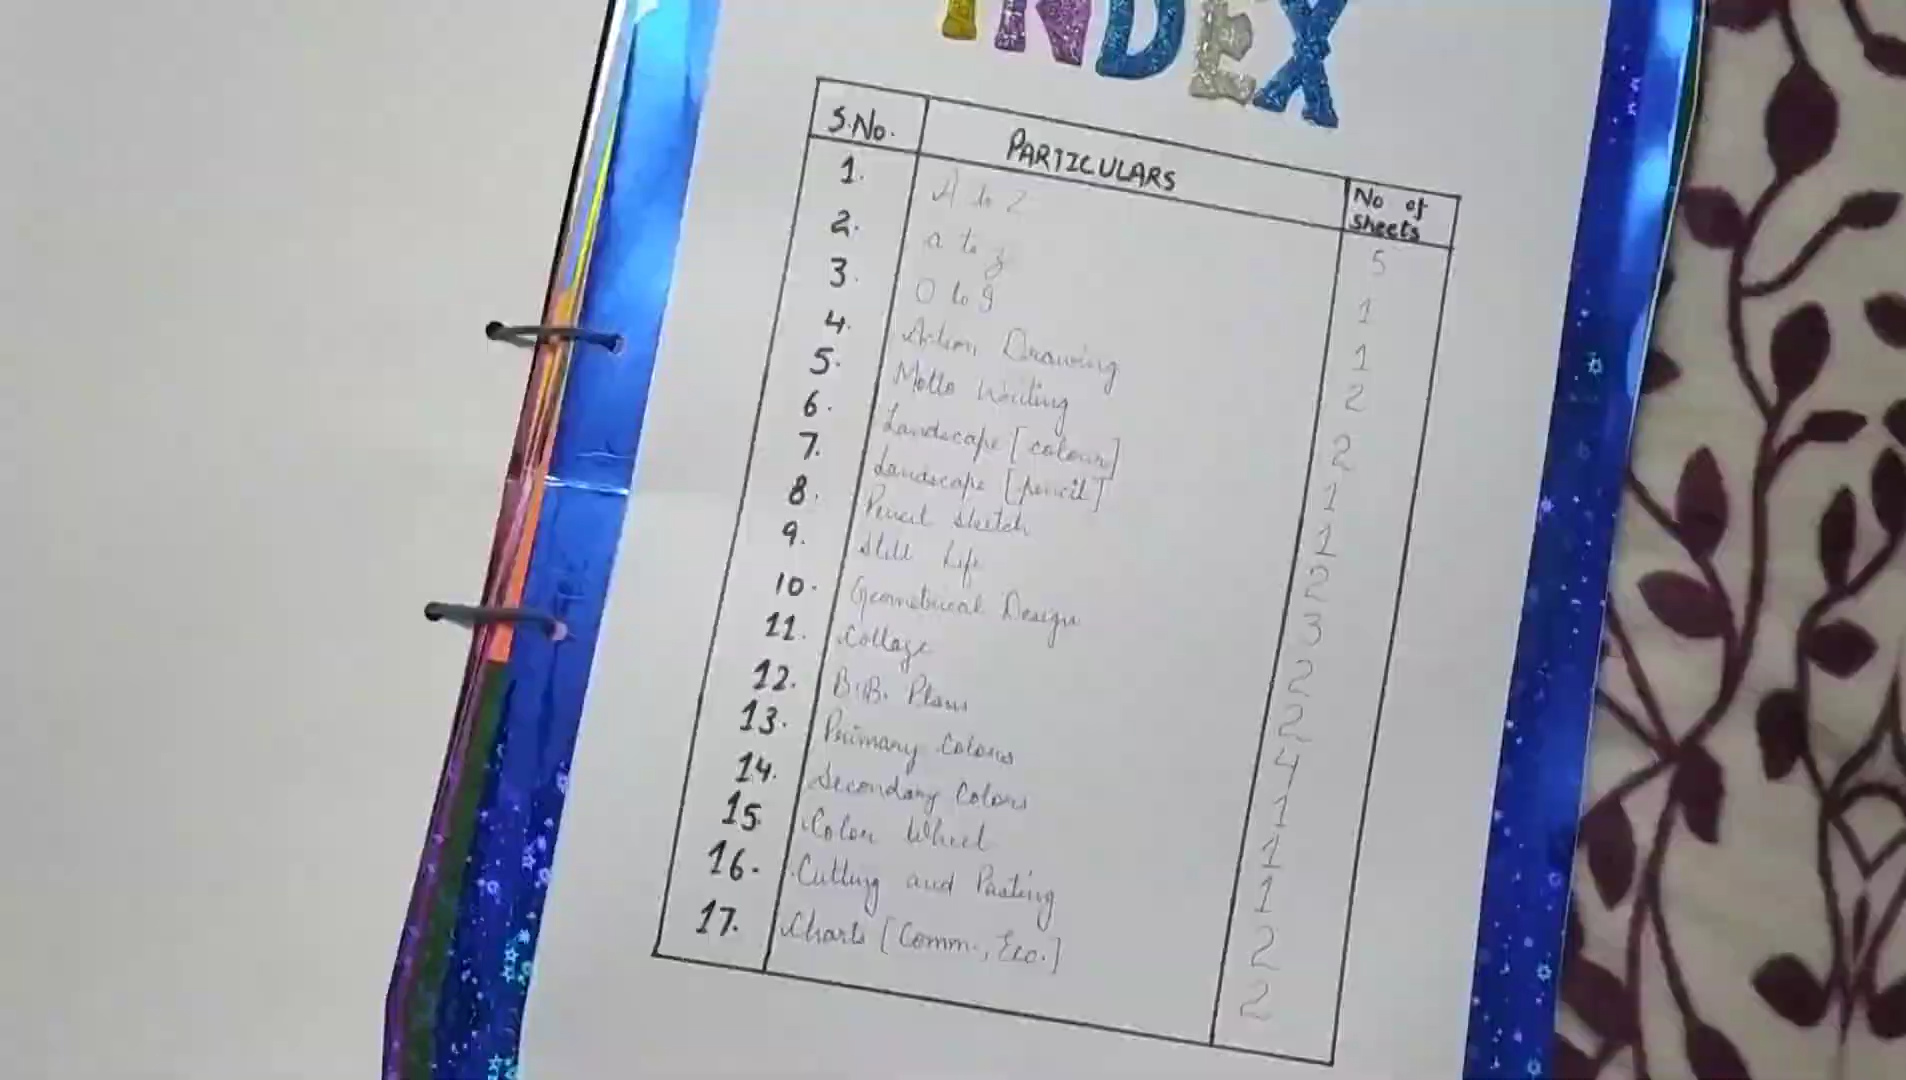 INDEX
S.No. PARTICULARS No of sheets
1. A to Z 5
2. a to z 1
3. 0 to 9 1
4. Action Drawing 2
5. Motto Writing 2
6. Landscape [colour] 1
7. Landscape [pencil] 1
8. Pencil sketch 2
9. Still Life 3
10. Geometrical Design 2
11. Collage 2
12. B.B. Plans 4
13. Primary Colours 1
14. Secondary Colors 1
15. Color Wheel 1
16. Cutting and Pasting 2
17. Charts [Comm., Eco.] 2